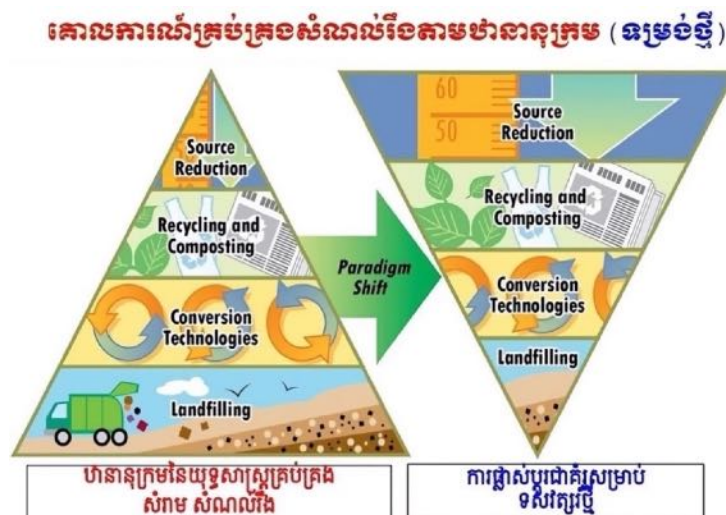 គោលការណ៍គ្រប់គ្រងសំណល់រឹងតាមឋានានុក្រម (ទម្រង់ថ្មី)
Source
Reduction
Recycling and
Composting
Conversion
Technologies
Landfilling
Paradigm
Shift
60
50
Source
Reduction
Recycling and
Composting
Conversion
Technologies
Landfilling
ឋានានុក្រមនៃយុទ្ធសាស្ត្រគ្រប់គ្រង
សំរាម សំណល់រឹង
ការផ្លាស់ប្តូរជាគំរូសម្រាប់
ទសវត្សរថ្មី